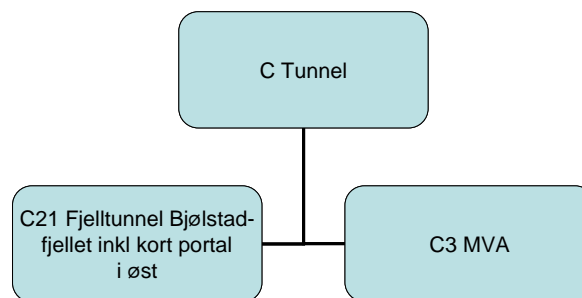 C Tunnel
C21 Fjelltunnel Bjølstad-
fjellet inkl kort portal
i øst
C3 MVA